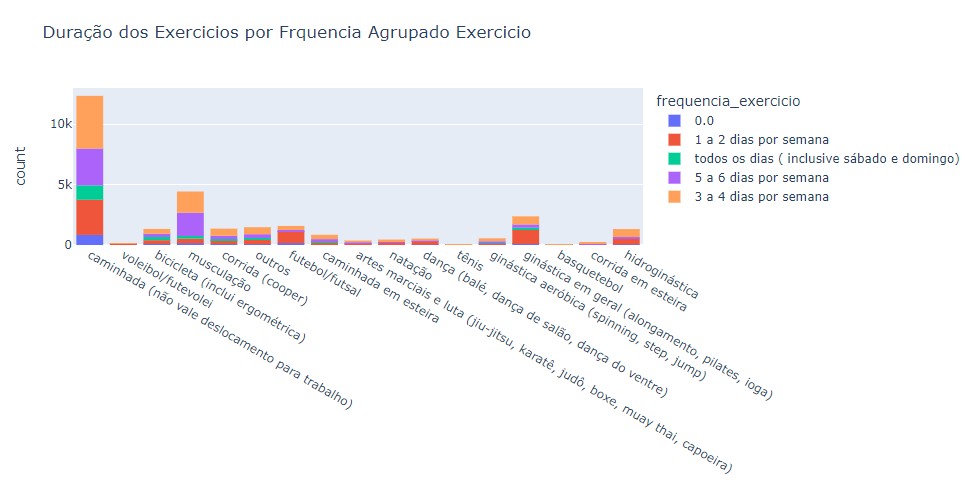 Duração dos Exercicios por Frquencia Agrupado Exercicio
frequencia_exercicio
0.0
1 a 2 dias por semana
todos os dias ( inclusive sábado e domingo)
5 a 6 dias por semana
3 a 4 dias por semana
count
10k
5k
0
caminhada (não vale deslocamento para trabalho)
voleibol/futevolei
bicicleta (inclui ergométrica)
musculação
corrida (cooper)
outros
futebol/futsal
caminhada em esteira
artes marciais e luta (jiu-jitsu, karatê, judô, boxe, muay thai, capoeira)
natação
dança (balé, dança de salão, dança do ventre)
tênis
ginástica aeróbica (spinning, step, jump)
ginástica em geral (alongamento, pilates, ioga)
basquetebol
corrida em esteira
hidroginástica